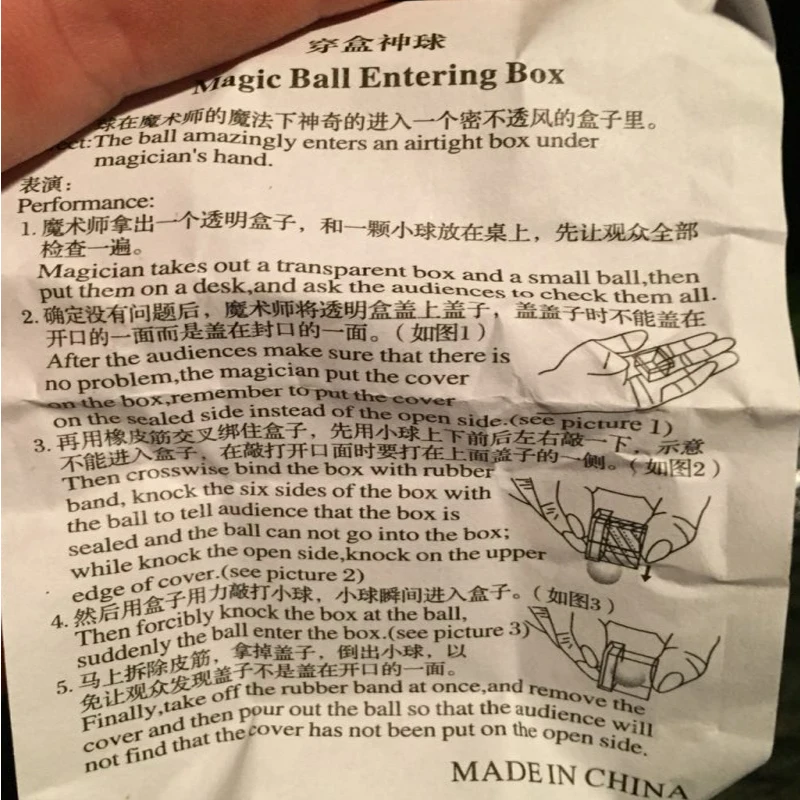 穿盒神球
Magic Ball Entering Box
球在魔术师的魔法下神奇的进入一个密不透风的盒子里。
The ball amazingly enters an airtight box under
magician's hand.
表演：
Performance:
1. 魔术师拿出一个透明盒子，和一颗小球放在桌上，先让观众全部
检查一遍。
Magician takes out a transparent box and a small ball,then
put them on a desk,and ask the audiences to check them all.
2. 确定没有问题后，魔术师将透明盒盖上盖子，盖盖子时不能盖在
开口的一面而是盖在封口的一面。（如图1）
After the audiences make sure that there is
no problem,the magician put the cover
on the box,remember to put the cover
on the sealed side instead of the open side.(see picture 1)
3. 再用橡皮筋交叉绑住盒子，先用小球上下前后左右敲一下，示意
不能进入盒子，在敲打开口面时要打在上面盖子的一侧。（如图2）
Then crosswise bind the box with rubber
band, knock the six sides of the box with
the ball to tell audience that the box is
sealed and the ball can not go into the box;
while knock the open side,knock on the upper
edge of cover.(see picture 2)
4. 然后用盒子用力敲打小球，小球瞬间进入盒子。（如图3）
Then forcibly knock the box at the ball,
suddenly the ball enter the box.(see picture 3)
5. 马上拆除皮筋，拿掉盖子，倒出小球，以
免让观众发现盖子不是盖在开口的一面。
Finally,take off the rubber band at once,and remove the
cover and then pour out the ball so that the audience will
not find that the cover has not been put on the open side.
MADE IN CHINA